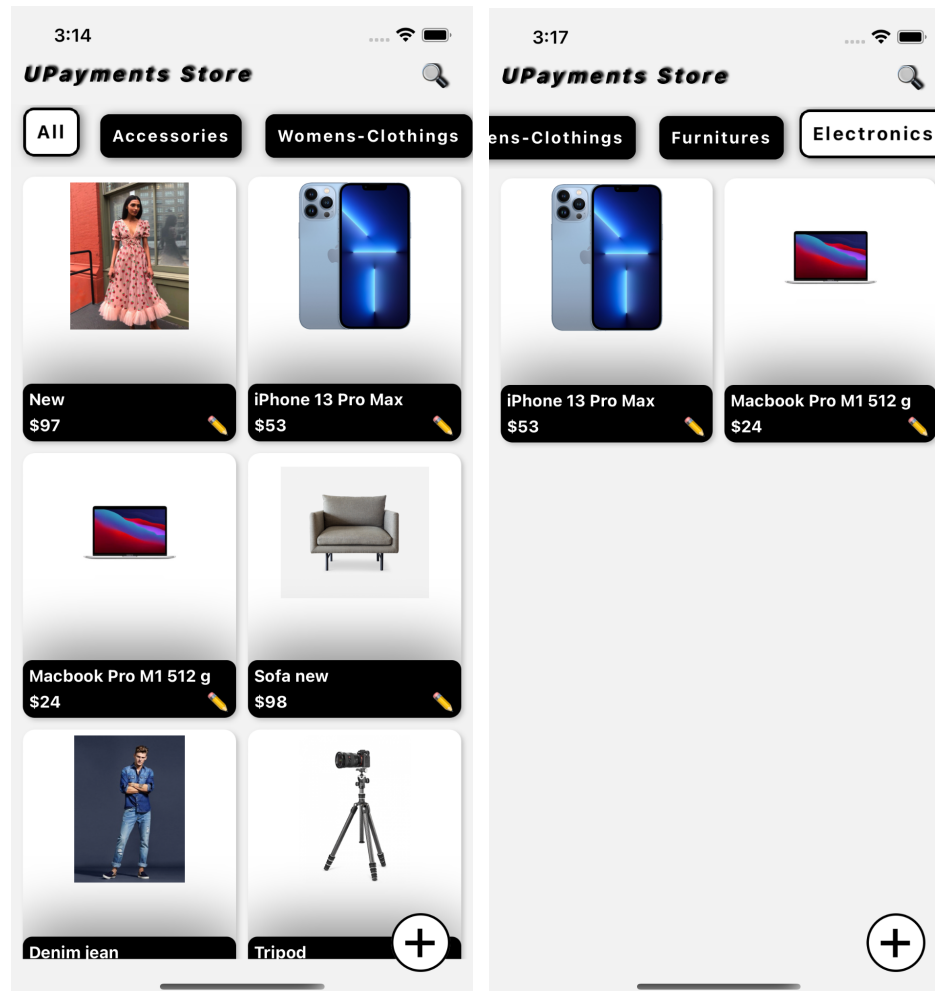 3:14
UPayments Store
All
Accessories
Womens-Clothings
New
$97
iPhone 13 Pro Max
$53
Macbook Pro M1 512 g
$24
Sofa new
$98
Denim jean
Tripod
3:17
UPayments Store
ens-Clothings
Furnitures
Electronics
iPhone 13 Pro Max
$53
Macbook Pro M1 512 g
$24